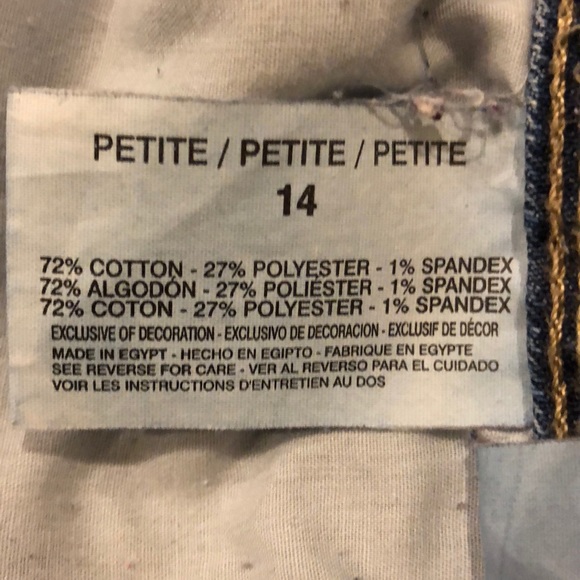 PETITE / PETITE / PETITE
14
72% COTTON - 27% POLYESTER - 1% SPANDEX
72% ALGODÓN - 27% POLIÉSTER - 1% SPANDEX
72% COTON - 27% POLYESTER - 1% SPANDEX
EXCLUSIVE OF DECORATION - EXCLUSIVO DE DECORACION - EXCLUSIF DE DÉCOR
MADE IN EGYPT - HECHO EN EGIPTO - FABRIQUE EN EGYPTE
SEE REVERSE FOR CARE - VER AL REVERSO PARA EL CUIDADO
VOIR LES INSTRUCTIONS D'ENTRETIEN AU DOS